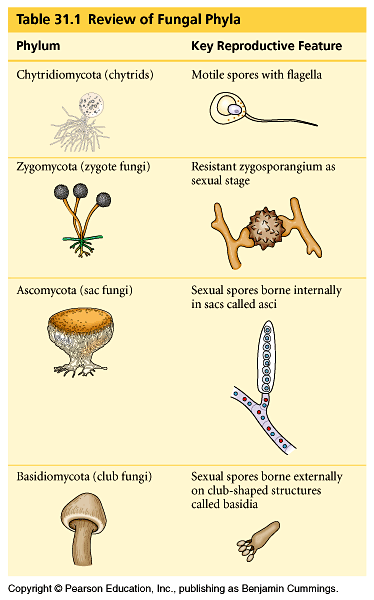 Table 31.1 Review of Fungal Phyla
Phylum
Key Reproductive Feature
Chytridiomycota (chytrids)
Motile spores with flagella
Zygomycota (zygote fungi)
Resistant zygosporangium as
sexual stage
Ascomycota (sac fungi)
Sexual spores borne internally
in sacs called asci
Basidiomycota (club fungi)
Sexual spores borne externally
on club-shaped structures
called basidia
Copyright © Pearson Education, Inc., publishing as Benjamin Cummings.